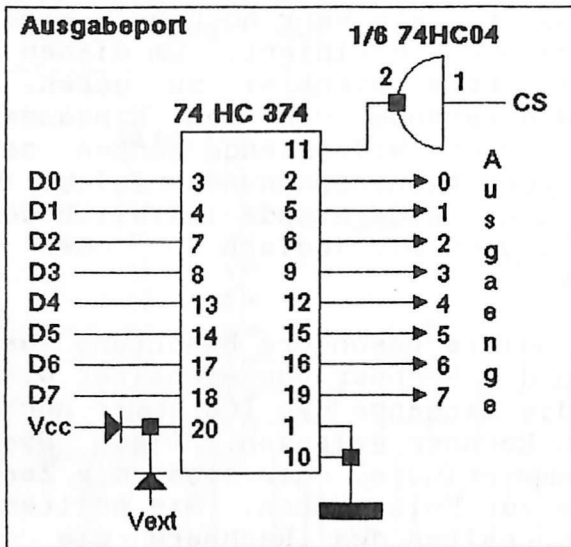 Ausgabeport
1/6 74HC04
2 1
CS
74 HC 374
11
D0 3 2 0
D1 4 5 1
D2 7 6 2
D3 8 9 3
D4 13 12 4
D5 14 15 5
D6 17 16 6
D7 18 19 7
Vcc 20 1
10
Vext
Ausgaenge